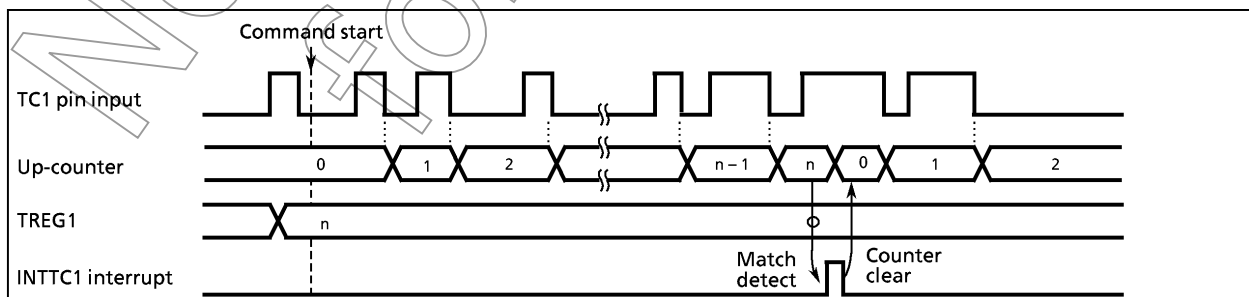 Command start
TC1 pin input
Up-counter
0 1 2 n – 1 n 0 1 2
TREG1
n
Match
detect
Counter
clear
INTTC1 interrupt